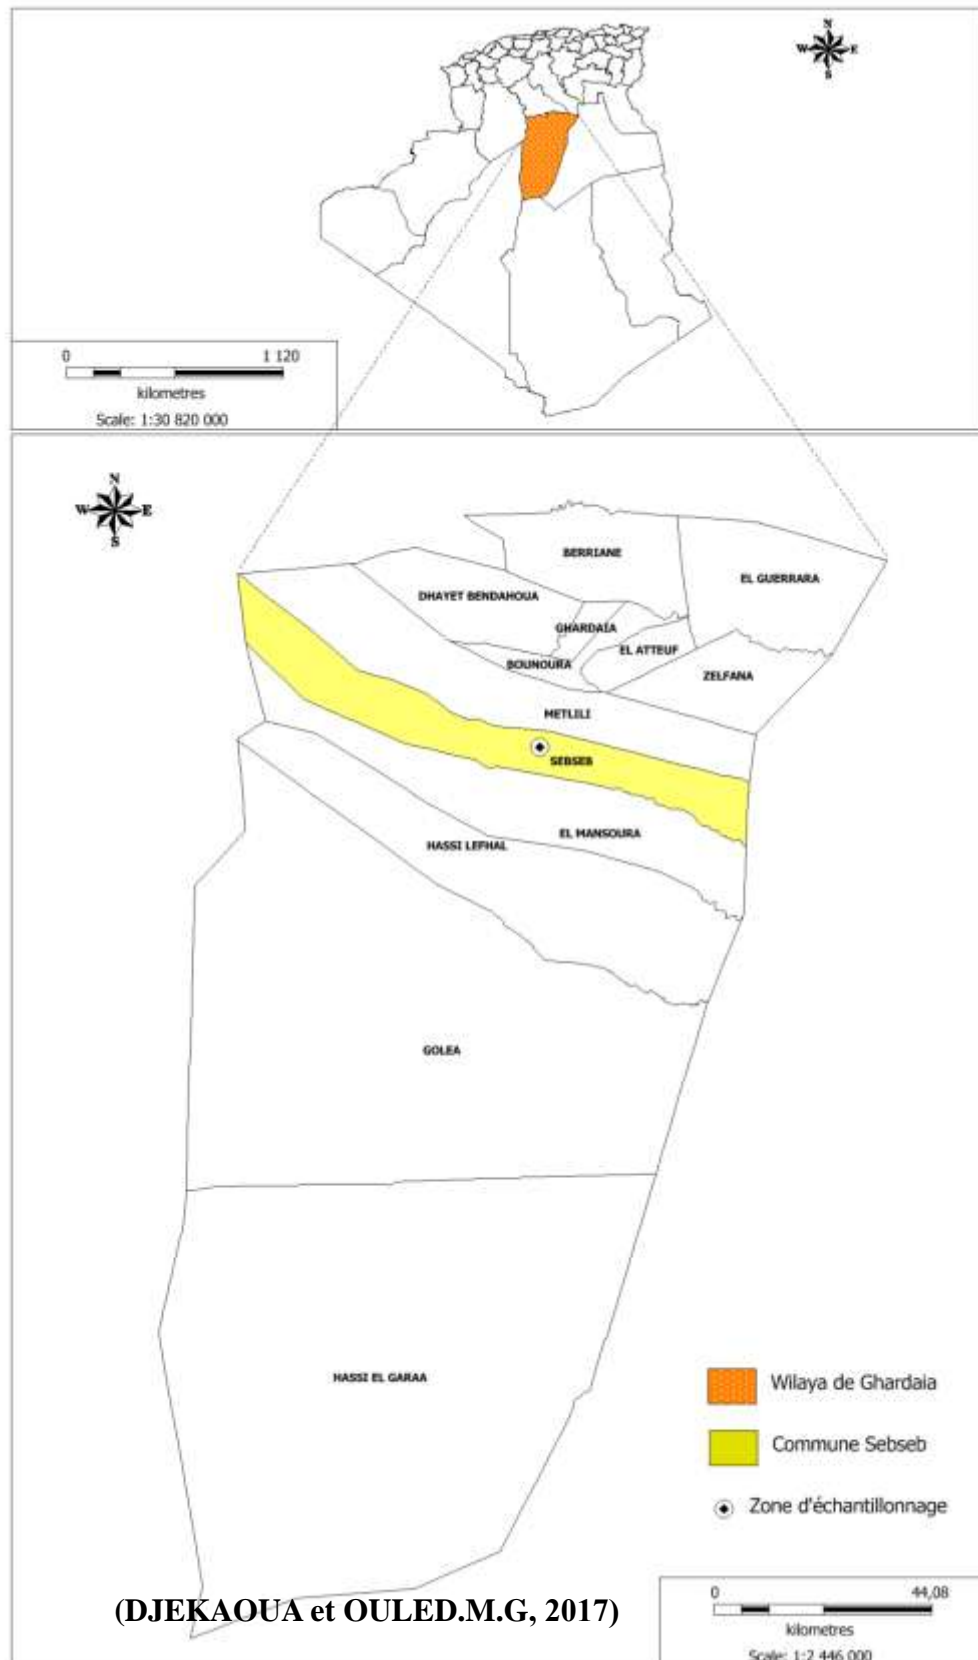 N
W E
S
0 1 120
kilometres
Scale: 1:30 820 000
N
W E
S
BERRIANE
EL GUERRARA
DHAYET BENDAHOUA
GHARDAÏA
EL ATTEUF
BOUNOURA
ZELFANA
METLILI
SEBSEB
EL MANSOURA
HASSI LEFHAL
GOLEA
HASSI EL GARAA
Wilaya de Ghardaia
Commune Sebseb
Zone d'échantillonnage
(DJEKAOUA et OULED.M.G, 2017)
0 44,08
kilometres
Scale: 1:2 446 000